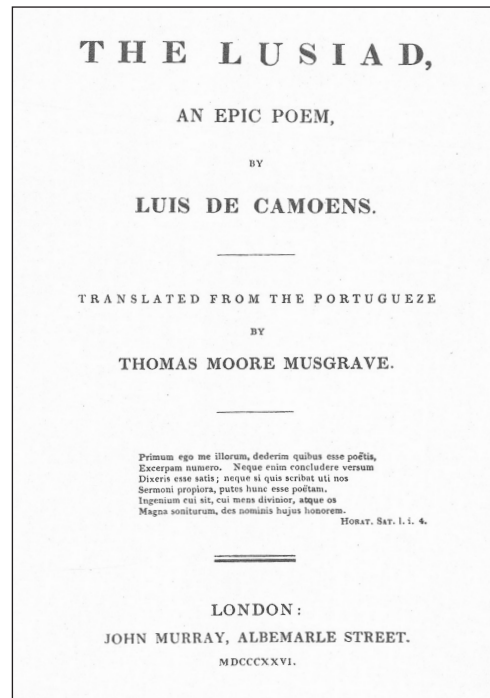 THE LUSIAD,
AN EPIC POEM,
BY
LUIS DE CAMOENS.
TRANSLATED FROM THE PORTUGUEZE
BY
THOMAS MOORE MUSGRAVE.
Primum ego me illorum, dederim quibus esse poëtis,
Excerpam numero. Neque enim concludere versum
Dixeris esse satis; neque si quis scribat uti nos
Sermoni propiora, putes hunc esse poëtam.
Ingenium cui sit, cui mens divinior, atque os
Magna soniturum, des nominis hujus honorem.
HORAT. SAT. l. i. 4.
LONDON:
JOHN MURRAY, ALBEMARLE STREET.
MDCCCXXVI.